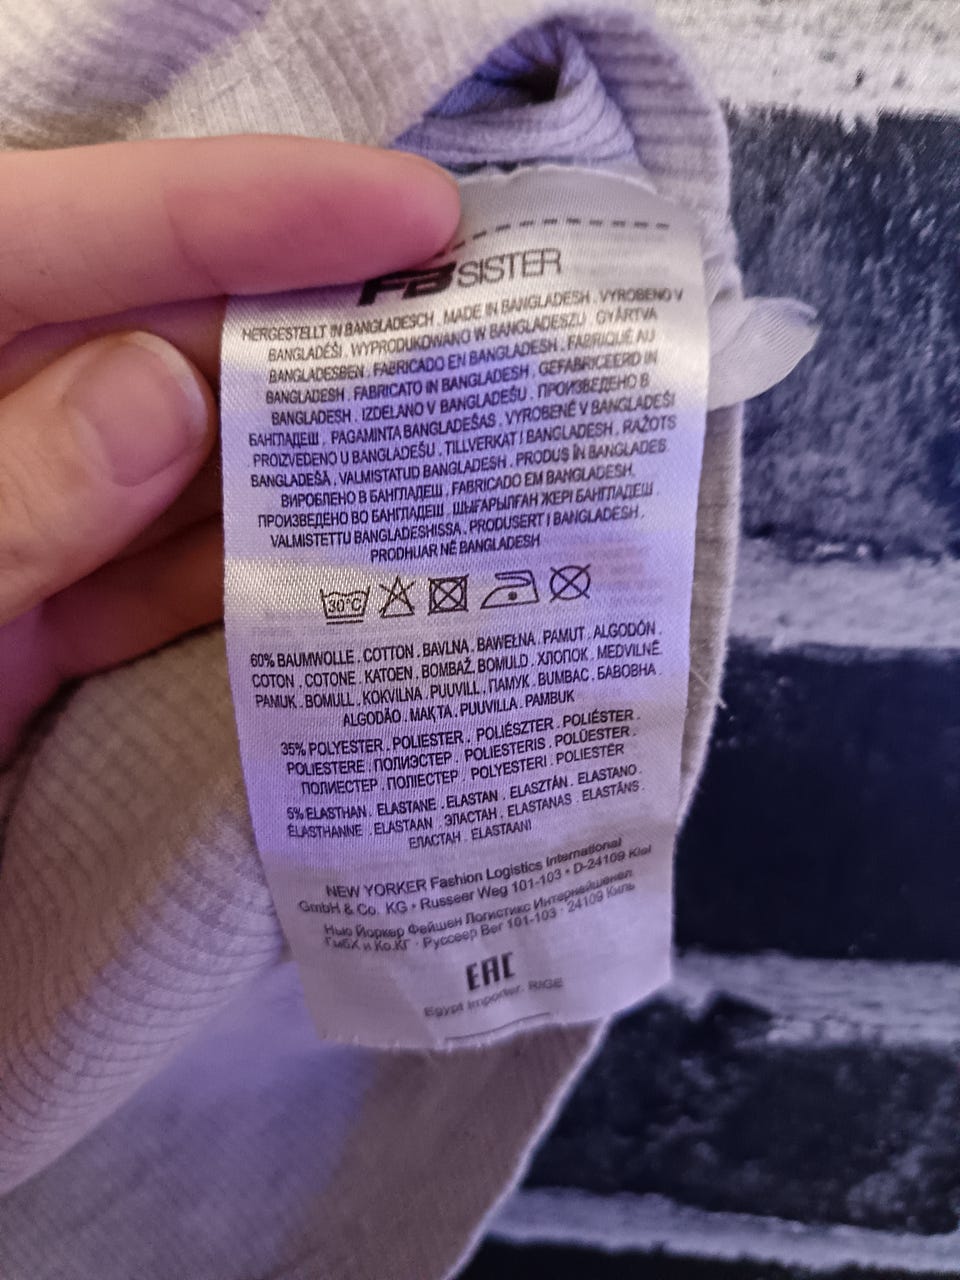 FB SISTER
HERGESTELLT IN BANGLADESCH . MADE IN BANGLADESH . VYROBENO V
BANGLADÉŠI . WYPRODUKOWANO W BANGLADESZU . GYÁRTVA
BANGLADESBEN . FABRICADO EN BANGLADESH . FABRIQUÉ AU
BANGLADESH . FABRICATO IN BANGLADESH . GEFABRICEERD IN
BANGLADESH . IZDELANO V BANGLADEŠU . ПРОИЗВЕДЕНО В
БАНГЛАДЕШ . PAGAMINTA BANGLADEŠAS . VYROBENÉ V BANGLADÉŠI
. PROIZVEDENO U BANGLADEŠU . TILLVERKAT I BANGLADESH . RAŽOTS
BANGLADEŠA . VALMISTATUD BANGLADESH . PRODUS ÎN BANGLADES.
ВИРОБЛЕНО В БАНГЛАДЕШ . FABRICADO EM BANGLADESH.
ПРОИЗВЕДЕНО ВО БАНГЛАДЕШ . ШЫҒАРЫЛҒАН ЖЕРІ БАНГЛАДЕШ .
VALMISTETTU BANGLADESHISSA . PRODUSERT I BANGLADESH .
PRODHUAR NË BANGLADESH
30°C
60% BAUMWOLLE . COTTON . BAVLNA . BAWEŁNA . PAMUT . ALGODÓN .
COTON . COTONE . KATOEN . BOMBAŽ . BOMULD . ХЛОПОК . MEDVILNĖ.
PAMUK . BOMULL . KOKVILNA . PUUVILL . ПАМУК . BUMBAC . БАВОВНА .
ALGODÃO . МАҚТА . PUUVILLA . PAMBUK
35% POLYESTER . POLIESTER . POLIÉSZTER . POLIÉSTER .
POLIESTERE . ПОЛИЭСТЕР . POLIESTERIS . POLÜESTER .
ПОЛИЕСТЕР . ПОЛІЕСТЕР . POLYESTERI . POLIESTËR
5% ELASTHAN . ELASTANE . ELASTAN . ELASZTÁN . ELASTANO .
ÉLASTHANNE . ELASTAAN . ЭЛАСТАН . ELASTANAS . ELASTĀNS .
ЕЛАСТАН . ELASTAANI
NEW YORKER Fashion Logistics International
GmbH & Co. KG • Russeer Weg 101-103 • D-24109 Kiel
Нью Йоркер Фейшен Логистикс Интернейшенел
ГмбХ и Ко.КГ · Руссеер Вег 101-103 · 24109 Киль
EAC
Egypt Importer: RIGE